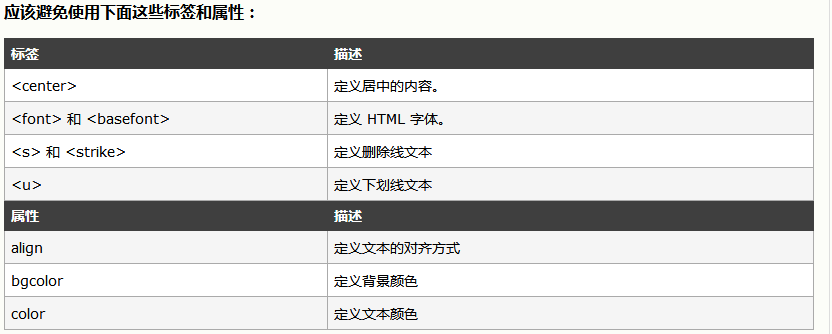 应该避免使用下面这些标签和属性：
标签 描述
<center> 定义居中的内容。
<font> 和 <basefont> 定义 HTML 字体。
<s> 和 <strike> 定义删除线文本
<u> 定义下划线文本
属性 描述
align 定义文本的对齐方式
bgcolor 定义背景颜色
color 定义文本颜色